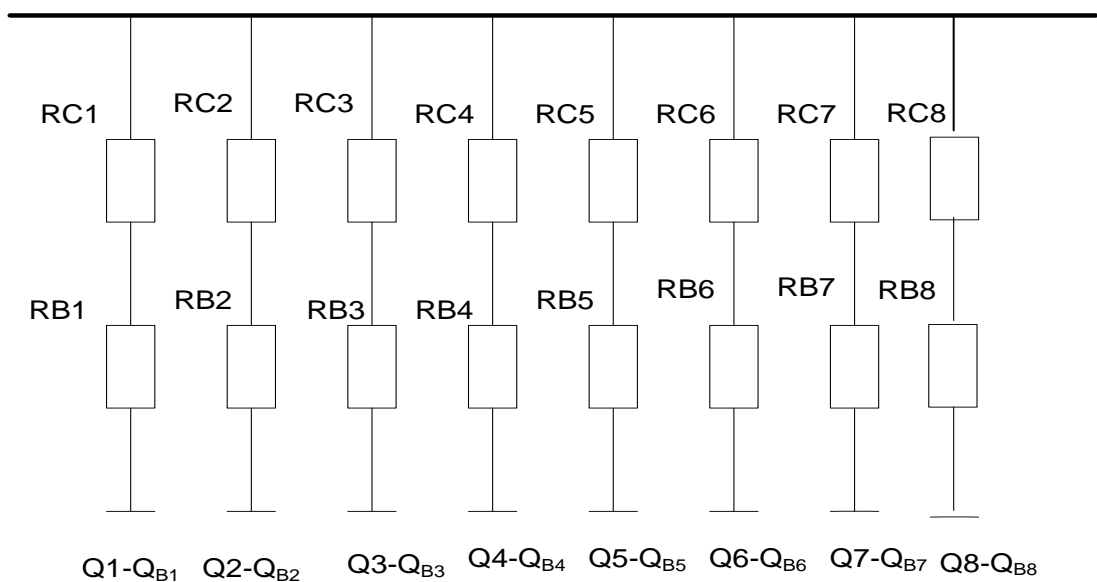 RC1 RC2 RC3 RC4 RC5 RC6 RC7 RC8
RB1 RB2 RB3 RB4 RB5 RB6 RB7 RB8
Q1-QB1 Q2-QB2 Q3-QB3 Q4-QB4 Q5-QB5 Q6-QB6 Q7-QB7 Q8-QB8